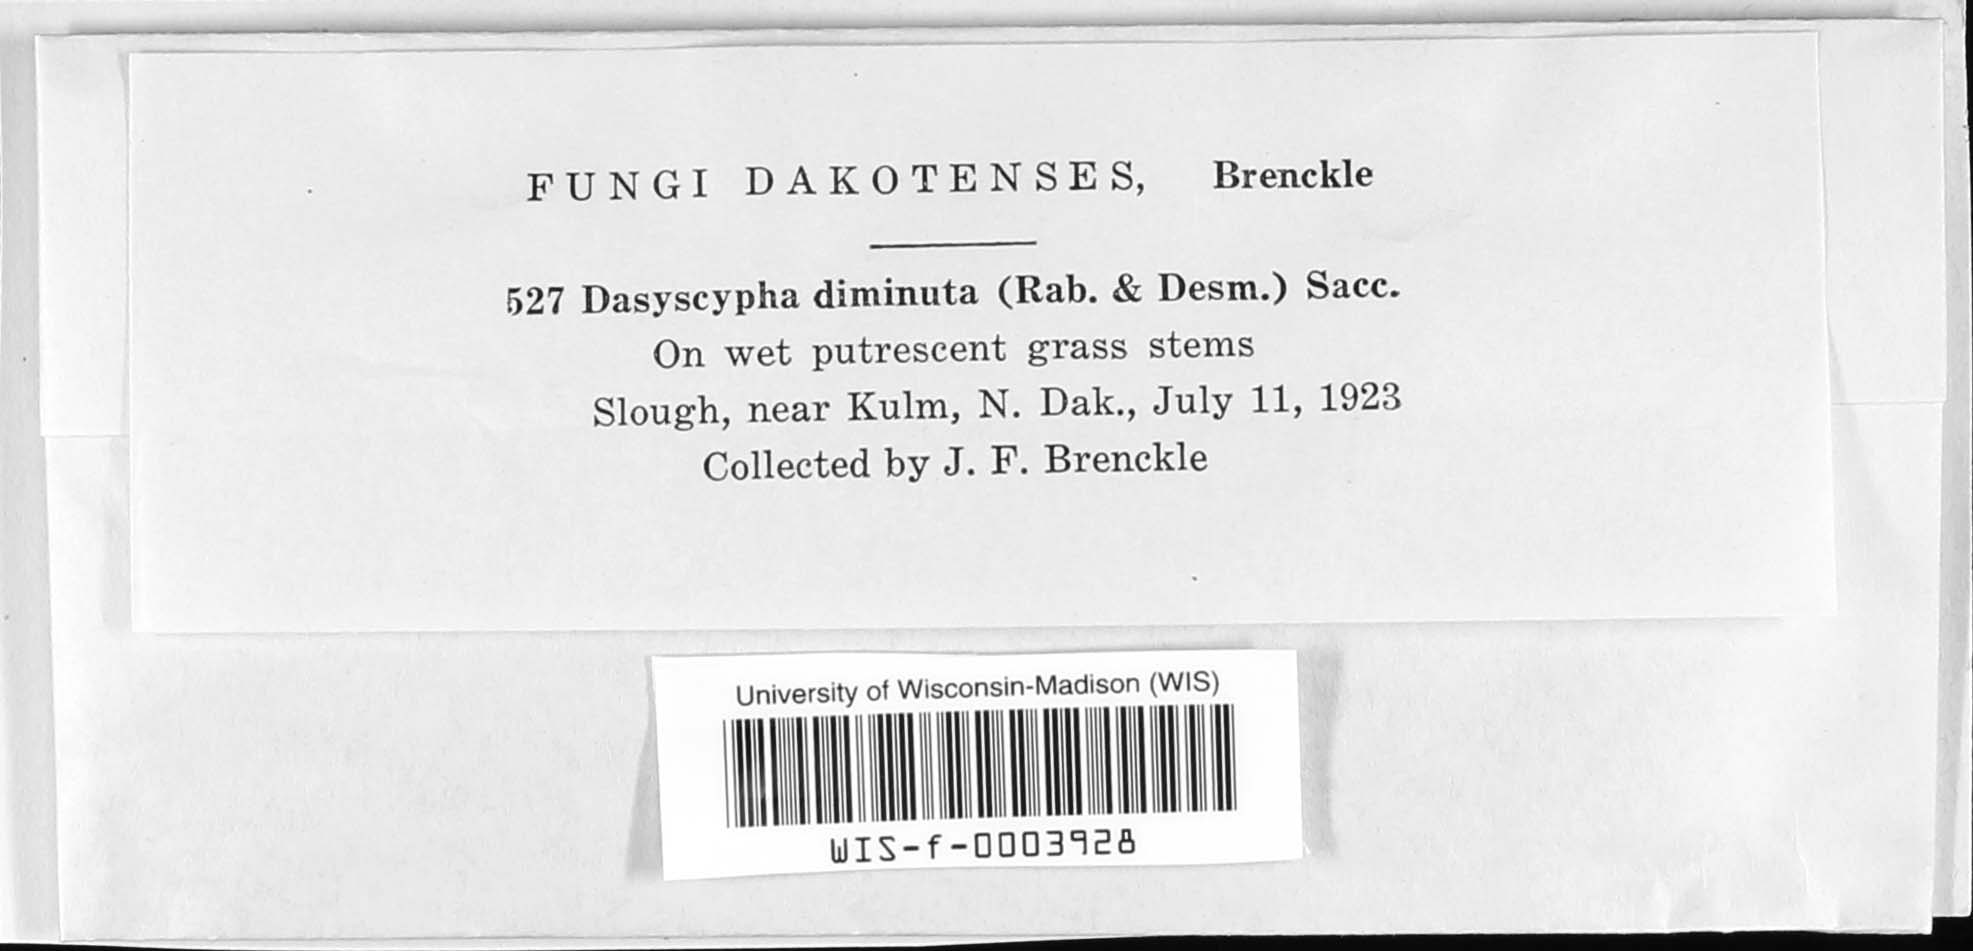 FUNGI DAKOTENSES, Brenckle
527 Dasyscypha diminuta (Rab. & Desm.) Sacc.
On wet putrescent grass stems
Slough, near Kulm, N. Dak., July 11, 1923
Collected by J. F. Brenckle
University of Wisconsin-Madison (WIS)
WIS-f-0003928